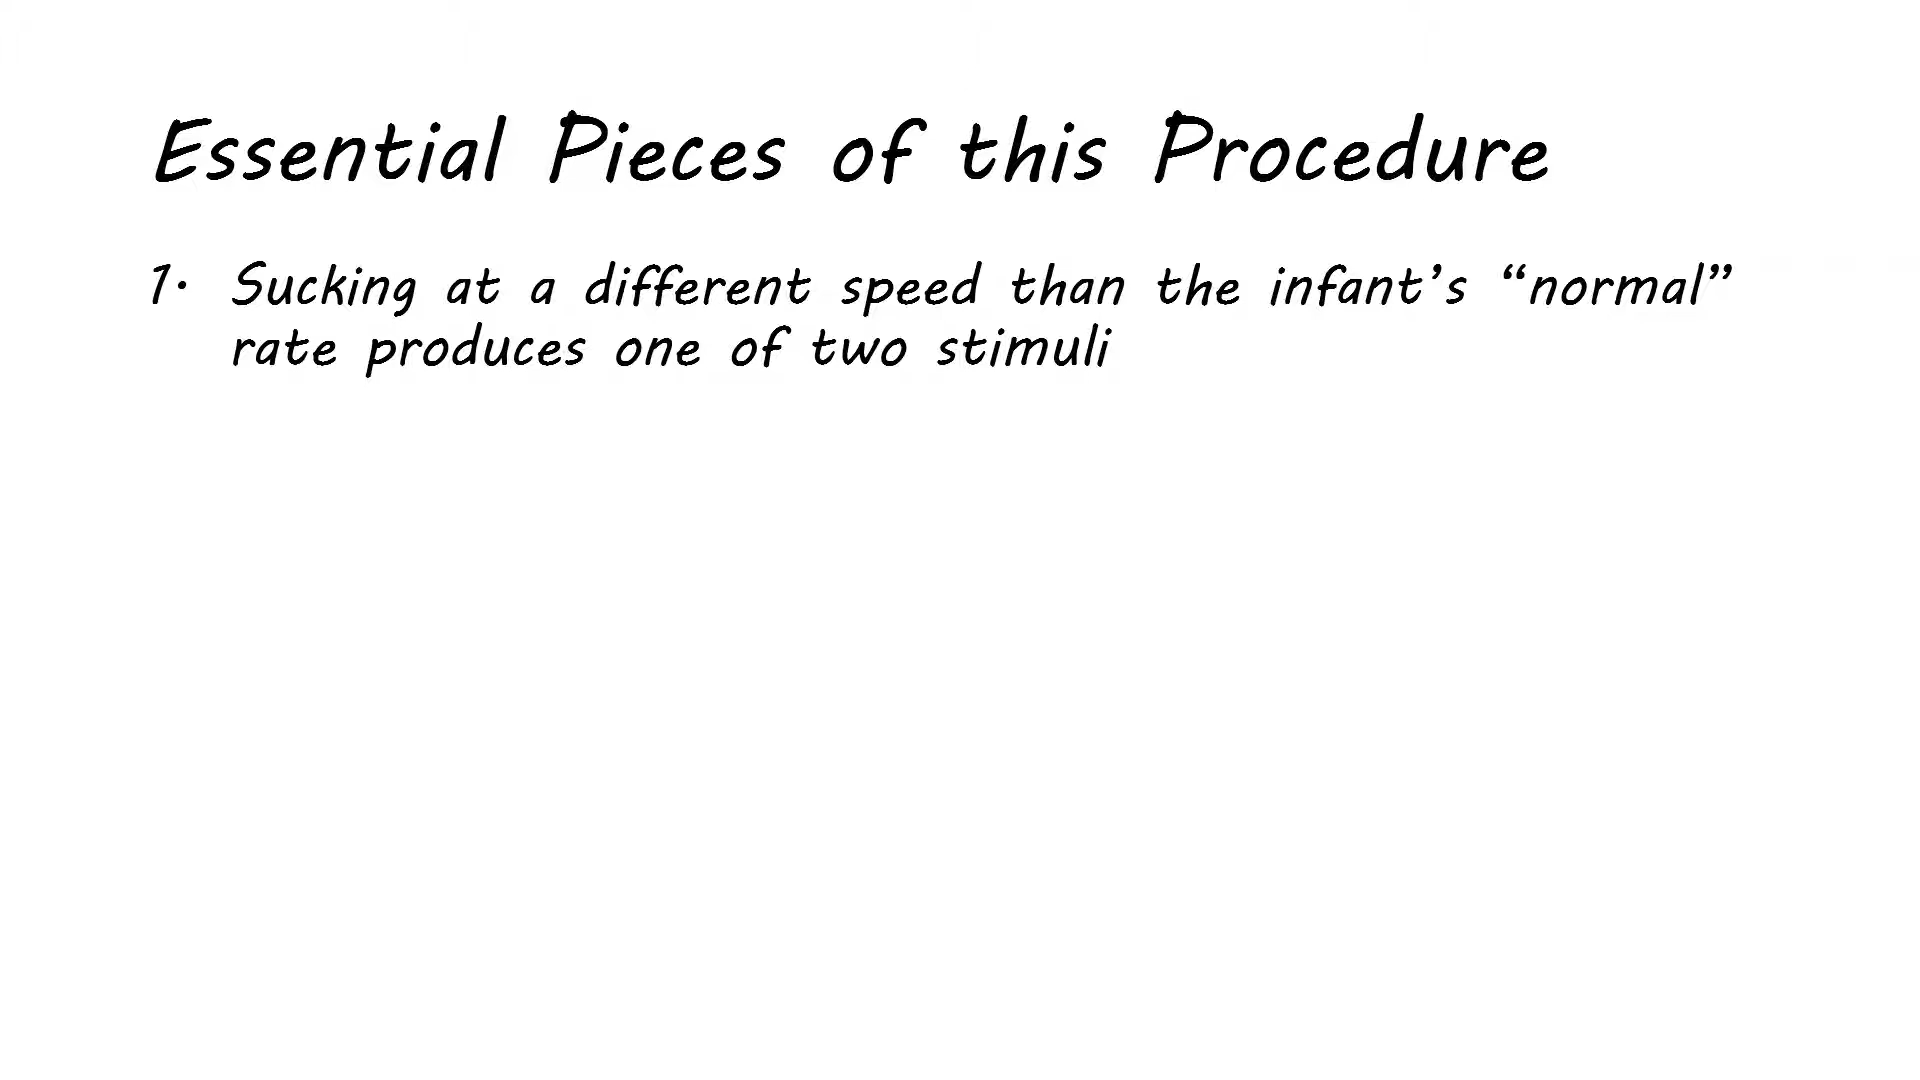 Essential Pieces of this Procedure
1. Sucking at a different speed than the infant’s “normal”
rate produces one of two stimuli